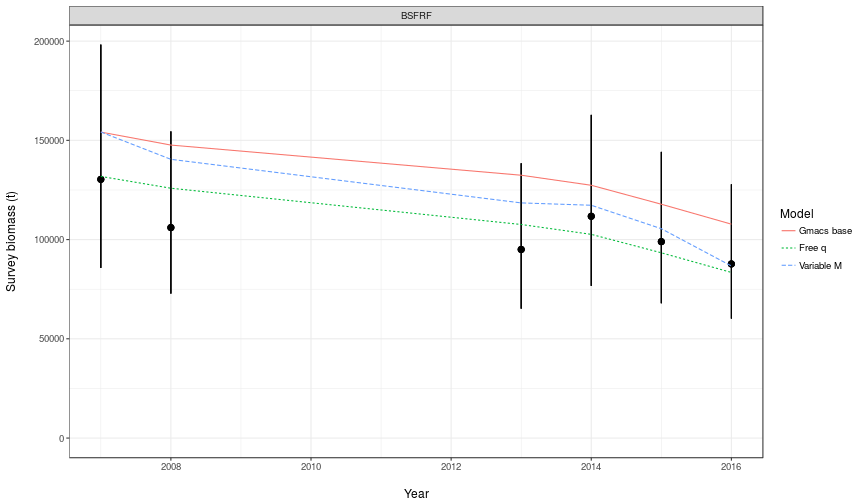 BSFRF
Survey biomass (t)
200000
150000
100000
50000
0
2008
2010
2012
2014
2016
Year
Model
Gmacs base
Free q
Variable M